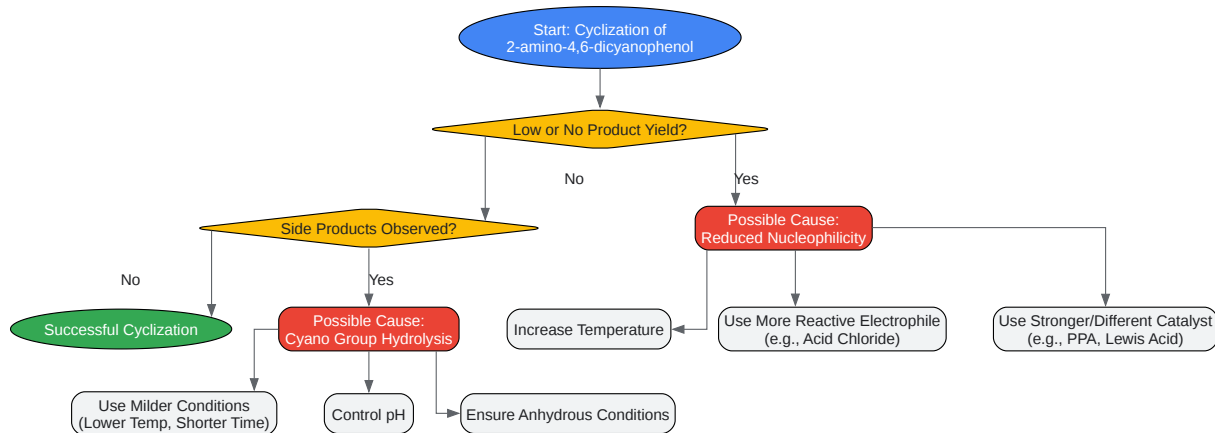 Start: Cyclization of
2-amino-4,6-dicyanophenol
Low or No Product Yield?
No
Yes
Side Products Observed?
Possible Cause:
Reduced Nucleophilicity
No
Yes
Successful Cyclization
Possible Cause:
Cyano Group Hydrolysis
Increase Temperature
Use More Reactive Electrophile
(e.g., Acid Chloride)
Use Stronger/Different Catalyst
(e.g., PPA, Lewis Acid)
Use Milder Conditions
(Lower Temp, Shorter Time)
Control pH
Ensure Anhydrous Conditions